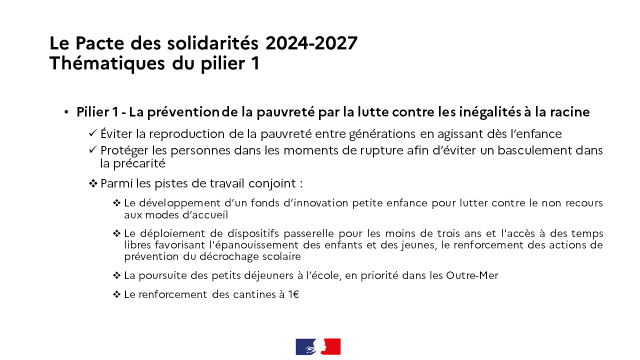 Le Pacte des solidarités 2024-2027
Thématiques du pilier 1
• Pilier 1 - La prévention de la pauvreté par la lutte contre les inégalités à la racine
✓ Éviter la reproduction de la pauvreté entre générations en agissant dès l’enfance
✓ Protéger les personnes dans les moments de rupture afin d’éviter un basculement dans
la précarité
❖ Parmi les pistes de travail conjoint :
❖ Le développement d’un fonds d’innovation petite enfance pour lutter contre le non recours
aux modes d’accueil
❖ Le déploiement de dispositifs passerelle pour les moins de trois ans et l'accès à des temps
libres favorisant l'épanouissement des enfants et des jeunes, le renforcement des actions de
prévention du décrochage scolaire
❖ La poursuite des petits déjeuners à l’école, en priorité dans les Outre-Mer
❖ Le renforcement des cantines à 1€